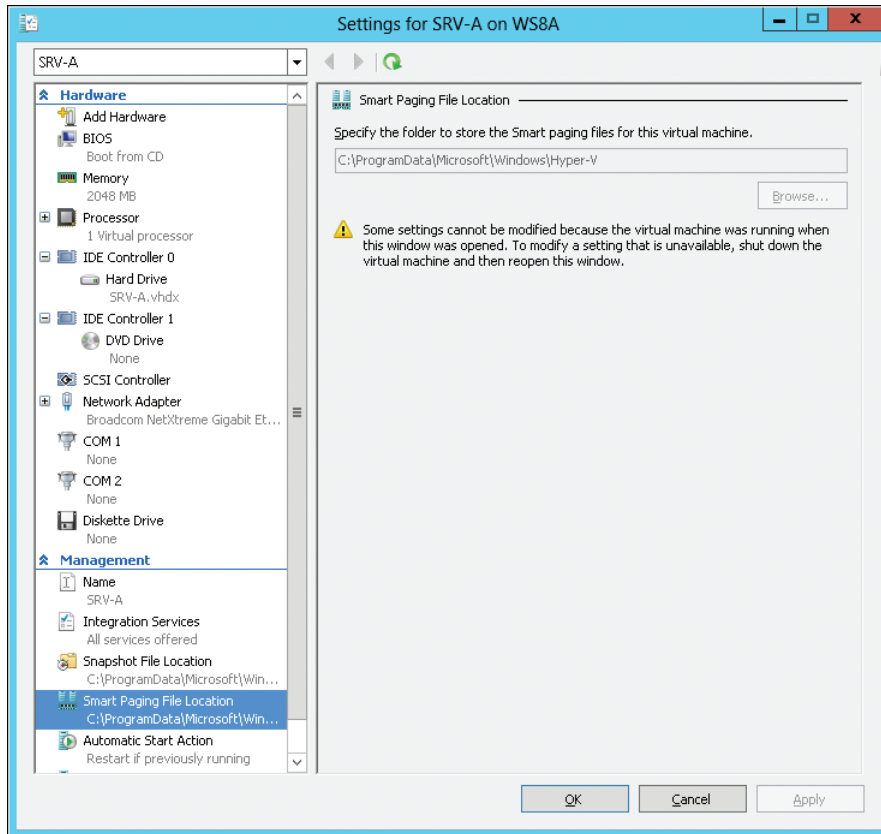 Settings for SRV-A on WS8A
SRV-A
Hardware
Add Hardware
BIOS
Boot from CD
Memory
2048 MB
Processor
1 Virtual processor
IDE Controller 0
Hard Drive
SRV-A.vhdx
IDE Controller 1
DVD Drive
None
SCSI Controller
Network Adapter
Broadcom NetXtreme Gigabit Et...
COM 1
None
COM 2
None
Diskette Drive
None
Management
Name
SRV-A
Integration Services
All services offered
Snapshot File Location
C:\ProgramData\Microsoft\Win...
Smart Paging File Location
C:\ProgramData\Microsoft\Win...
Automatic Start Action
Restart if previously running
Smart Paging File Location
Specify the folder to store the Smart paging files for this virtual machine.
C:\ProgramData\Microsoft\Windows\Hyper-V
Browse...
Some settings cannot be modified because the virtual machine was running when
this window was opened. To modify a setting that is unavailable, shut down the
virtual machine and then reopen this window.
OK
Cancel
Apply